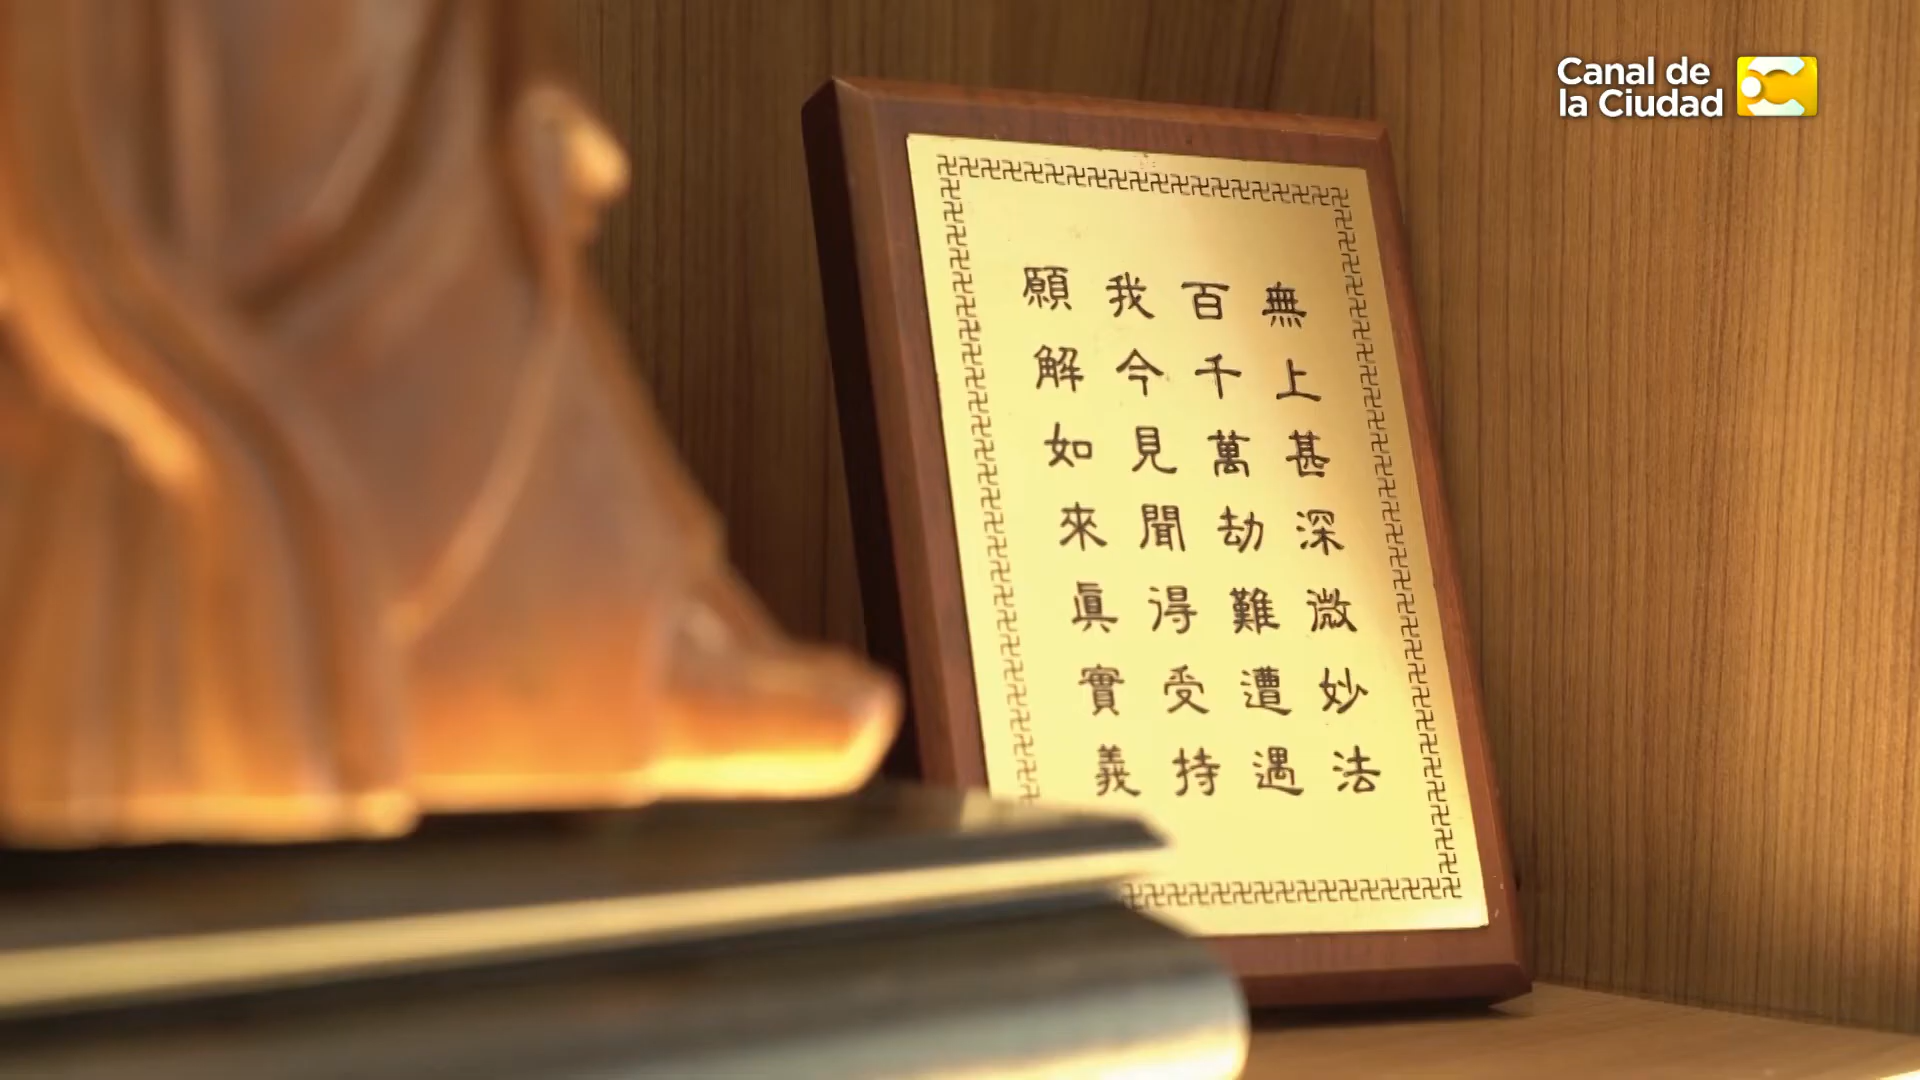 無上甚深微妙法
百千萬劫難遭遇
我今見聞得受持
願解如來眞實義
Canal de
la Ciudad